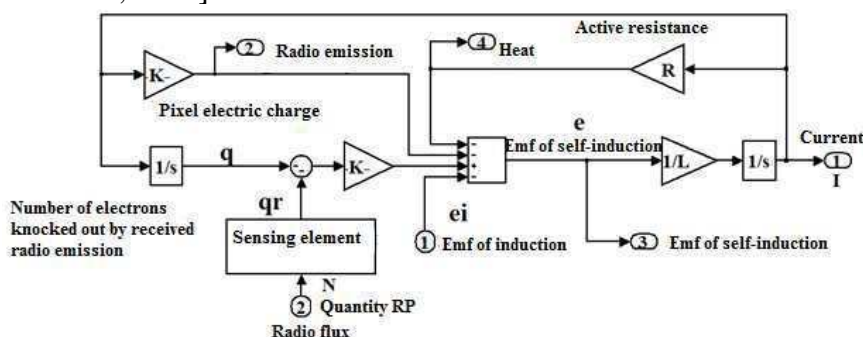 Active resistance
2 Radio emission
4 Heat
-K-
R
Pixel electric charge
e
Emf of self-induction
Current
1/s
q
-K-
1/L
1/s
1
I
Number of electrons
knocked out by received
radio emission
qr
ei
Sensing element
1 Emf of induction
3 Emf of self-induction
N
2 Quantity RP
Radio flux